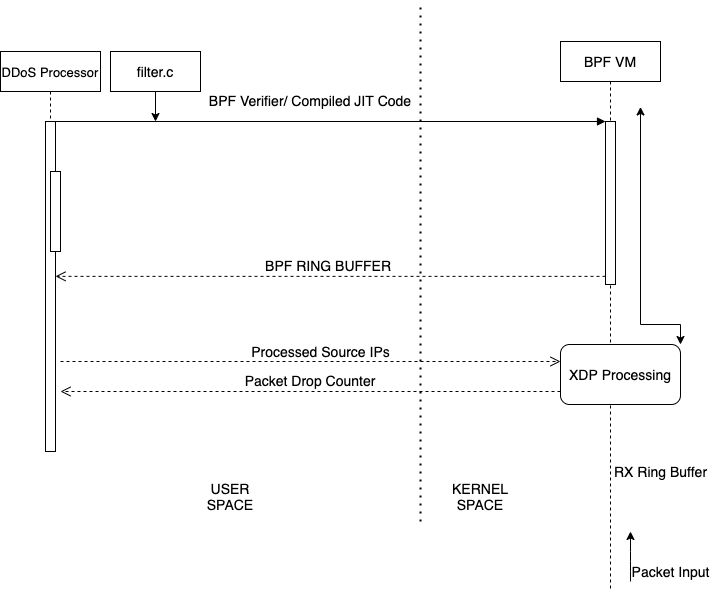 DDoS Processor
filter.c
BPF VM
BPF Verifier/ Compiled JIT Code
BPF RING BUFFER
Processed Source IPs
Packet Drop Counter
XDP Processing
RX Ring Buffer
USER
SPACE
KERNEL
SPACE
Packet Input